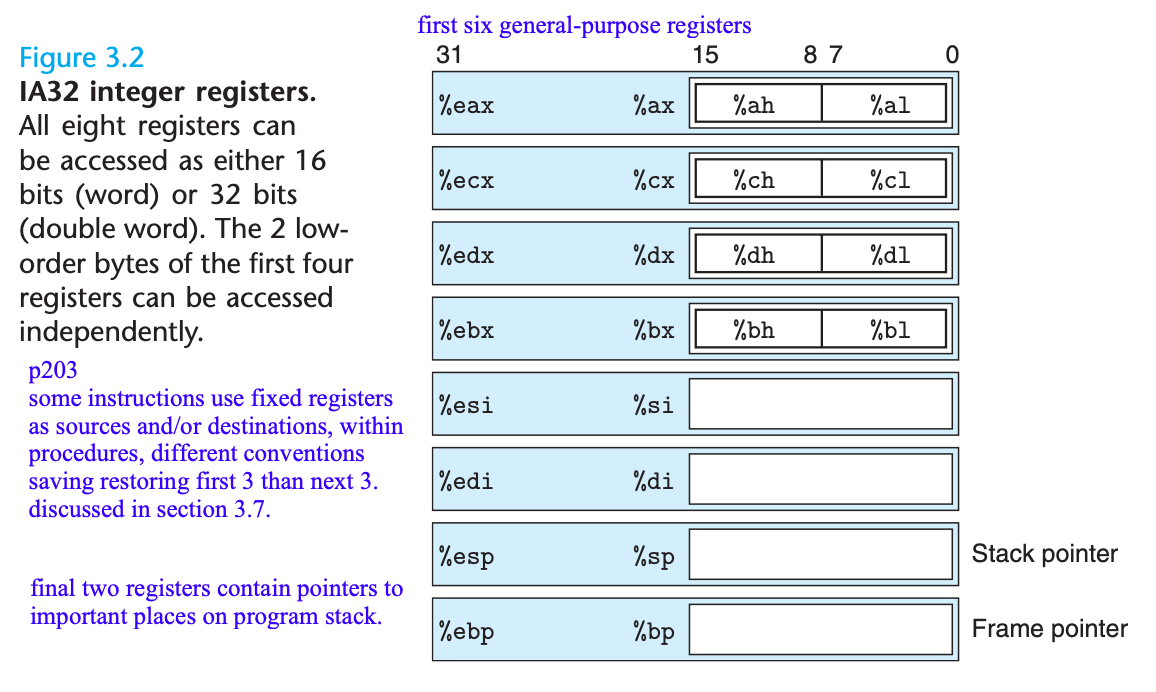 first six general-purpose registers
Figure 3.2
IA32 integer registers.
All eight registers can
be accessed as either 16
bits (word) or 32 bits
(double word). The 2 low-
order bytes of the first four
registers can be accessed
independently.
p203
some instructions use fixed registers
as sources and/or destinations, within
procedures, different conventions
saving restoring first 3 than next 3.
discussed in section 3.7.
final two registers contain pointers to
important places on program stack.
31 15 8 7 0
%eax %ax %ah %al
%ecx %cx %ch %cl
%edx %dx %dh %dl
%ebx %bx %bh %bl
%esi %si
%edi %di
%esp %sp Stack pointer
%ebp %bp Frame pointer